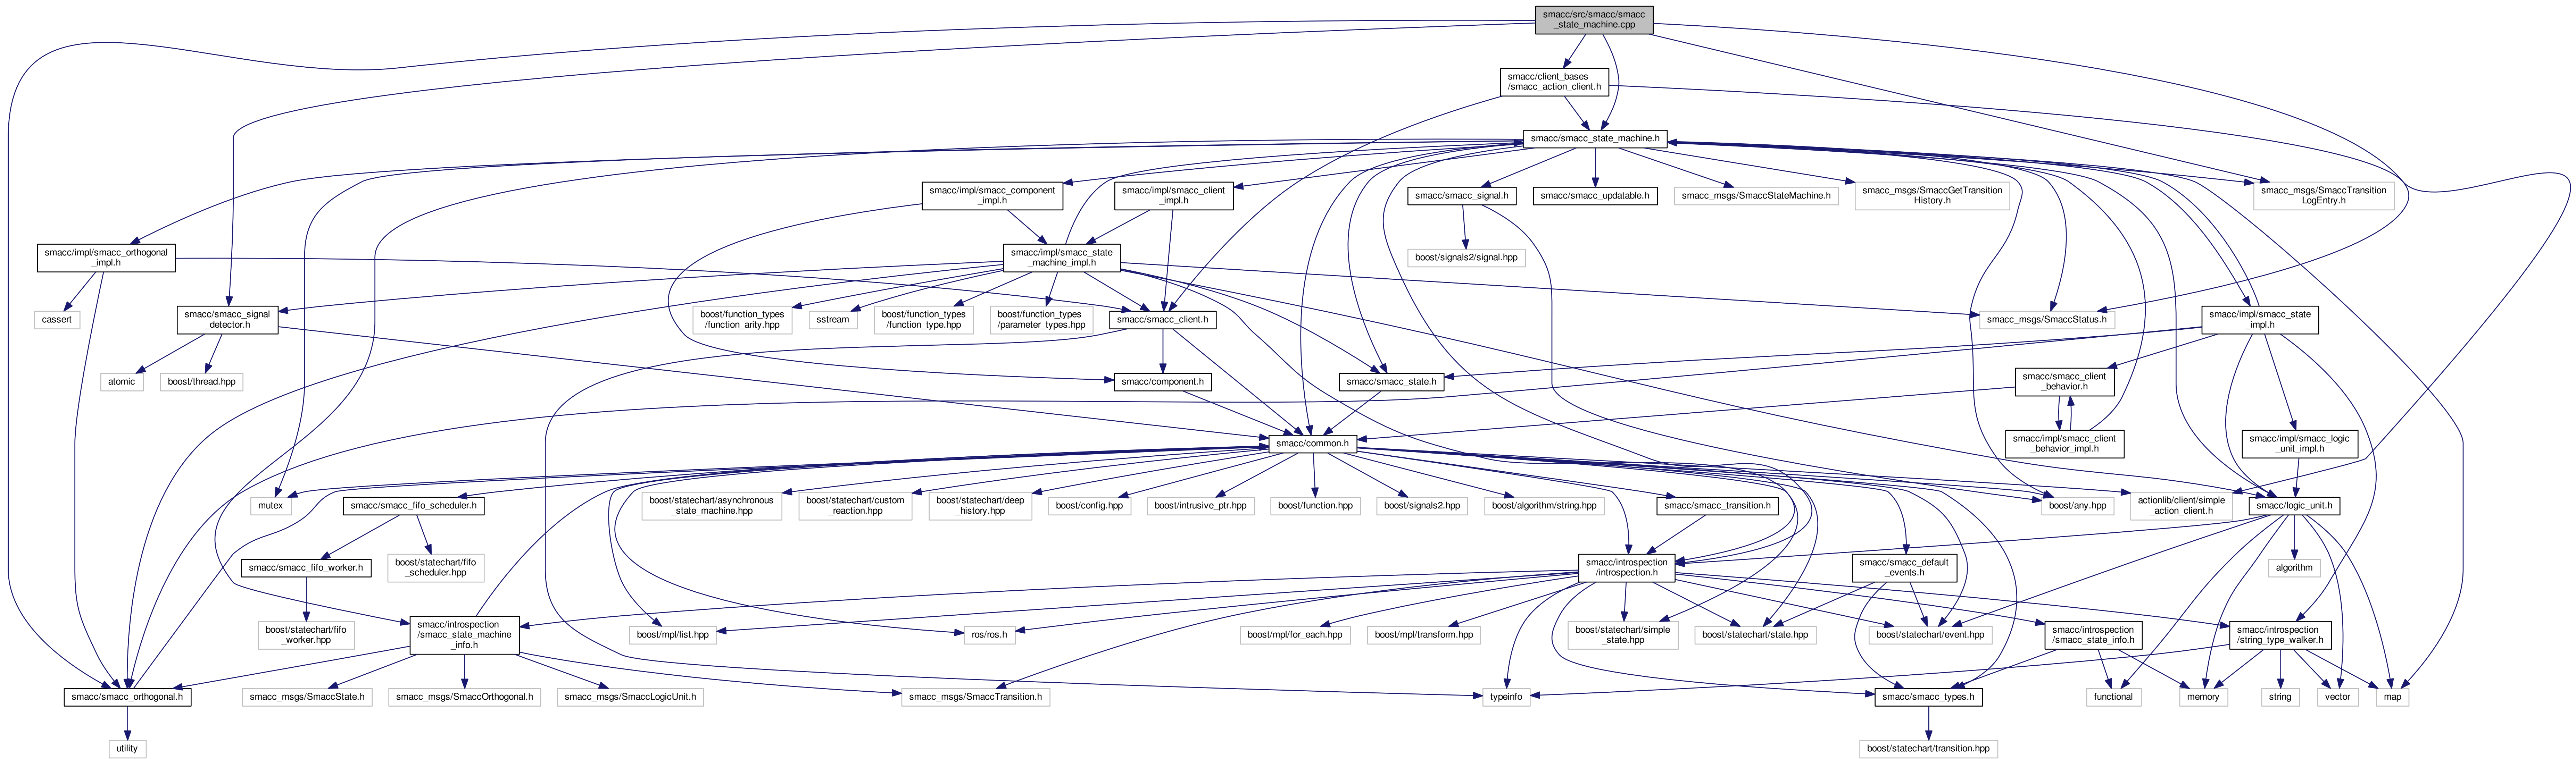 smacc/src/smacc/smacc
_state_machine.cpp
smacc/client_bases
/smacc_action_client.h
smacc/smacc_state_machine.h
smacc/impl/smacc_component
_impl.h
smacc/impl/smacc_client
_impl.h
smacc/smacc_signal.h
smacc/smacc_updatable.h
smacc_msgs/SmaccStateMachine.h
smacc_msgs/SmaccGetTransition
History.h
smacc_msgs/SmaccTransition
LogEntry.h
smacc/impl/smacc_orthogonal
_impl.h
smacc/impl/smacc_state
_machine_impl.h
boost/signals2/signal.hpp
cassert
smacc/smacc_signal
_detector.h
boost/function_types
/function_arity.hpp
sstream
boost/function_types
/function_type.hpp
boost/function_types
/parameter_types.hpp
smacc/smacc_client.h
smacc_msgs/SmaccStatus.h
smacc/impl/smacc_state
_impl.h
atomic
boost/thread.hpp
smacc/component.h
smacc/smacc_state.h
smacc/smacc_client
_behavior.h
smacc/common.h
smacc/impl/smacc_client
_behavior_impl.h
smacc/impl/smacc_logic
_unit_impl.h
mutex
smacc/smacc_fifo_scheduler.h
boost/statechart/asynchronous
_state_machine.hpp
boost/statechart/custom
_reaction.hpp
boost/statechart/deep
_history.hpp
boost/config.hpp
boost/intrusive_ptr.hpp
boost/function.hpp
boost/signals2.hpp
boost/algorithm/string.hpp
smacc/smacc_transition.h
boost/any.hpp
actionlib/client/simple
_action_client.h
smacc/logic_unit.h
smacc/smacc_fifo_worker.h
boost/statechart/fifo
_scheduler.hpp
smacc/introspection
/introspection.h
smacc/smacc_default
_events.h
algorithm
boost/statechart/fifo
_worker.hpp
smacc/introspection
/smacc_state_machine
_info.h
boost/mpl/list.hpp
ros/ros.h
boost/mpl/for_each.hpp
boost/mpl/transform.hpp
boost/statechart/simple
_state.hpp
boost/statechart/state.hpp
boost/statechart/event.hpp
smacc/introspection
/smacc_state_info.h
smacc/introspection
/string_type_walker.h
smacc/smacc_orthogonal.h
smacc_msgs/SmaccState.h
smacc_msgs/SmaccOrthogonal.h
smacc_msgs/SmaccLogicUnit.h
smacc_msgs/SmaccTransition.h
typeinfo
smacc/smacc_types.h
functional
memory
string
vector
map
utility
boost/statechart/transition.hpp